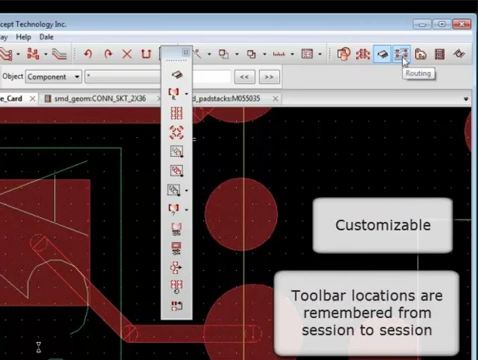 cept Technology Inc.
ay Help Dale
Routing
Object Component * << >>
e_Card smd_geom:CONN_SKT_2X36 d_padstacks:M055035
Customizable
Toolbar locations are
remembered from
session to session